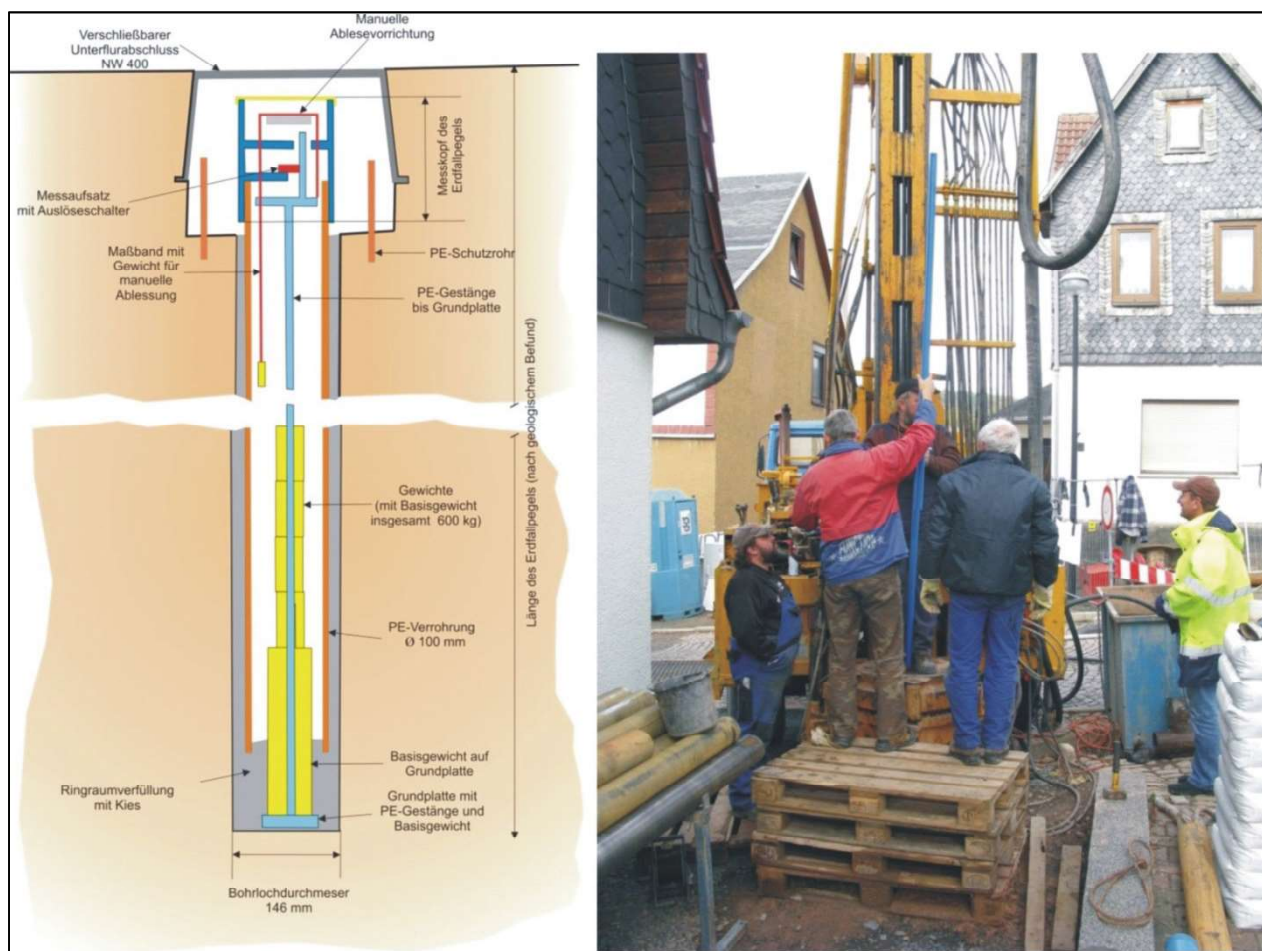 Manuelle
Ablesevorrichtung
Verschließbarer
Unterflurabschluss
NW 400
Messkopf des
Erdfallpegels
Messaufsatz
mit Auslöseschalter
Maßband mit
Gewicht für
manuelle
Ablessung
PE-Schutzrohr
PE-Gestänge
bis Grundplatte
Länge des Erdfallpegels (nach geologischem Befund)
Gewichte
(mit Basisgewicht
insgesamt 600 kg)
PE-Verrohrung
Ø 100 mm
Basisgewicht auf
Grundplatte
Ringraumverfüllung
mit Kies
Grundplatte mit
PE-Gestänge und
Basisgewicht
Bohrlochdurchmeser
146 mm